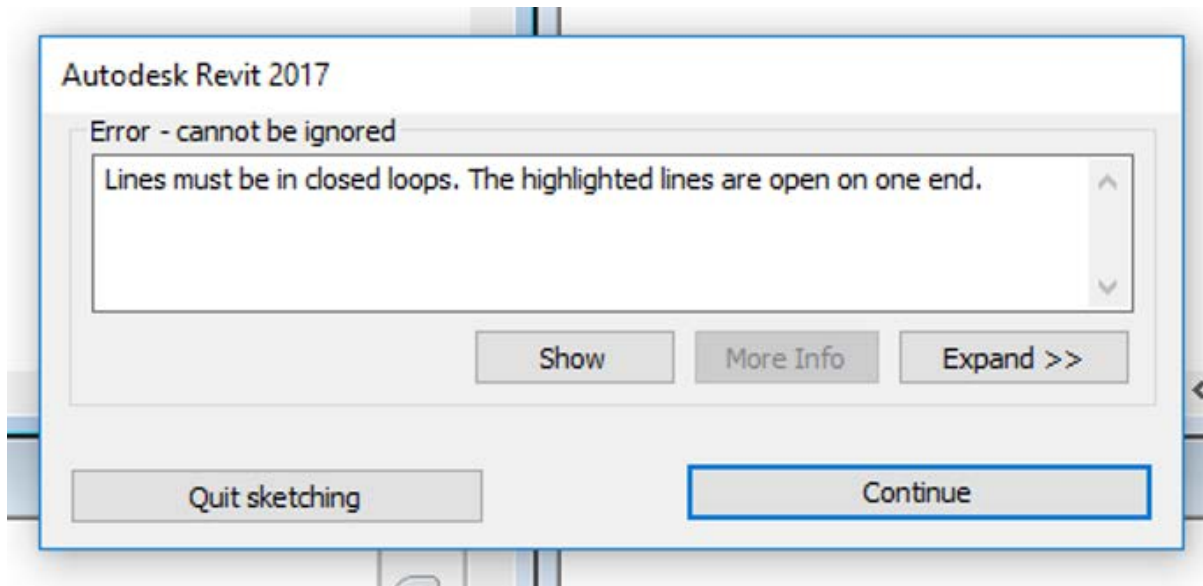 Autodesk Revit 2017
Error - cannot be ignored
Lines must be in closed loops. The highlighted lines are open on one end.
Show
More Info
Expand >>
Quit sketching
Continue